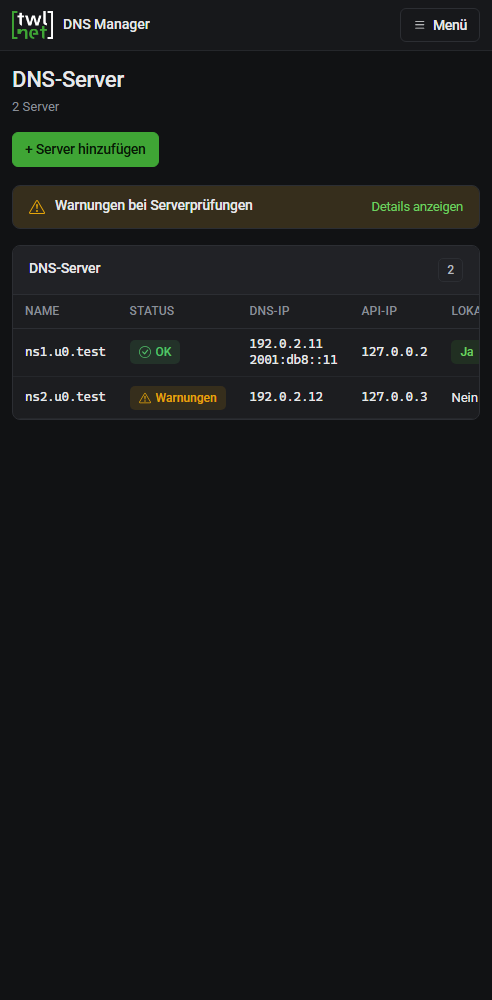 twl
net
DNS Manager
Menü
DNS-Server
2 Server
+ Server hinzufügen
Warnungen bei Serverprüfungen
Details anzeigen
DNS-Server
2
NAME STATUS DNS-IP API-IP LOKA
ns1.u0.test OK 192.0.2.11 127.0.0.2 Ja
2001:db8::11
ns2.u0.test Warnungen 192.0.2.12 127.0.0.3 Nein